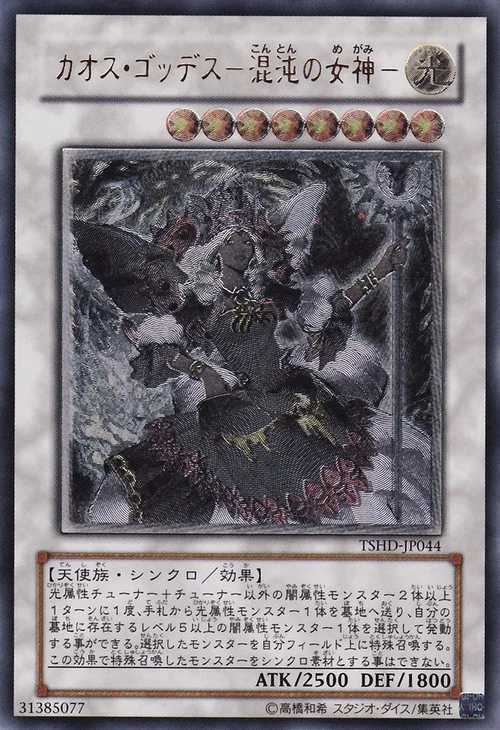 カオス・ゴッデス－混沌の女神－
光
TSHD-JP044
【天使族・シンクロ／効果】
光属性チューナー＋チューナー以外の闇属性モンスター２体以上
１ターンに１度、手札から光属性モンスター１体を墓地へ送り、自分の
墓地に存在するレベル５以上の闇属性モンスター１体を選択して発動
する事ができる。選択したモンスターを自分フィールド上に特殊召喚する。
この効果で特殊召喚したモンスターをシンクロ素材とする事はできない。
ATK/2500 DEF/1800
31385077
©高橋和希 スタジオ・ダイス/集英社